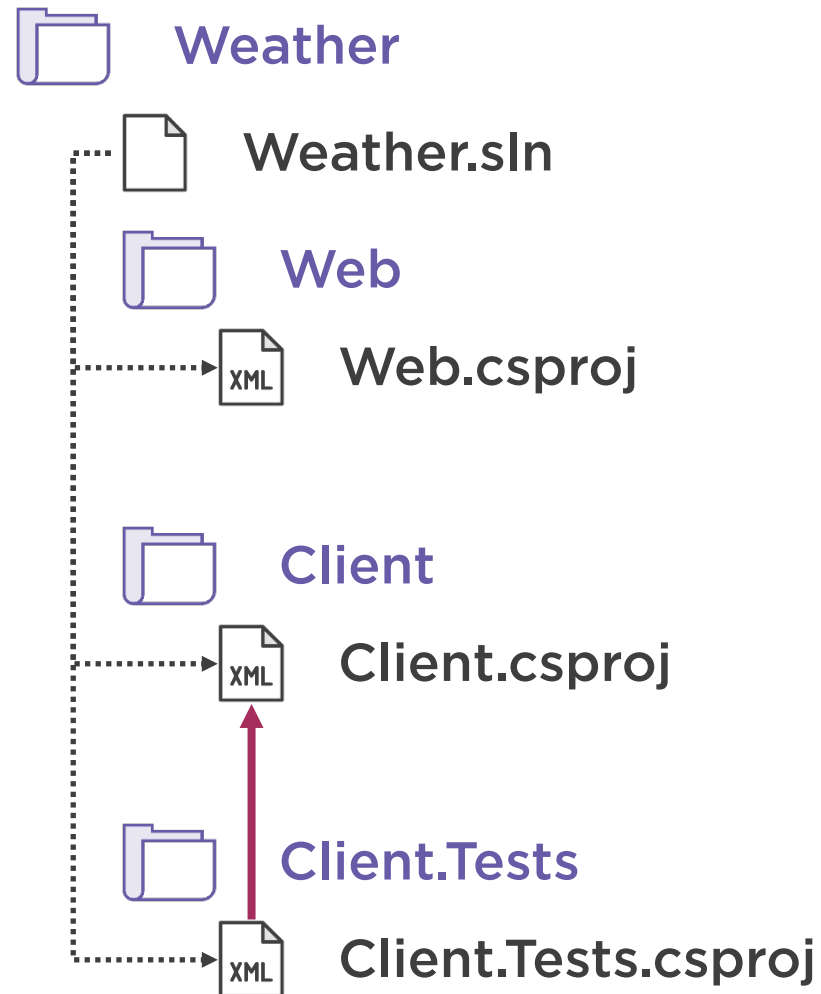 Weather
Weather.sln
Web
XML Web.csproj
Client
XML Client.csproj
Client.Tests
XML Client.Tests.csproj